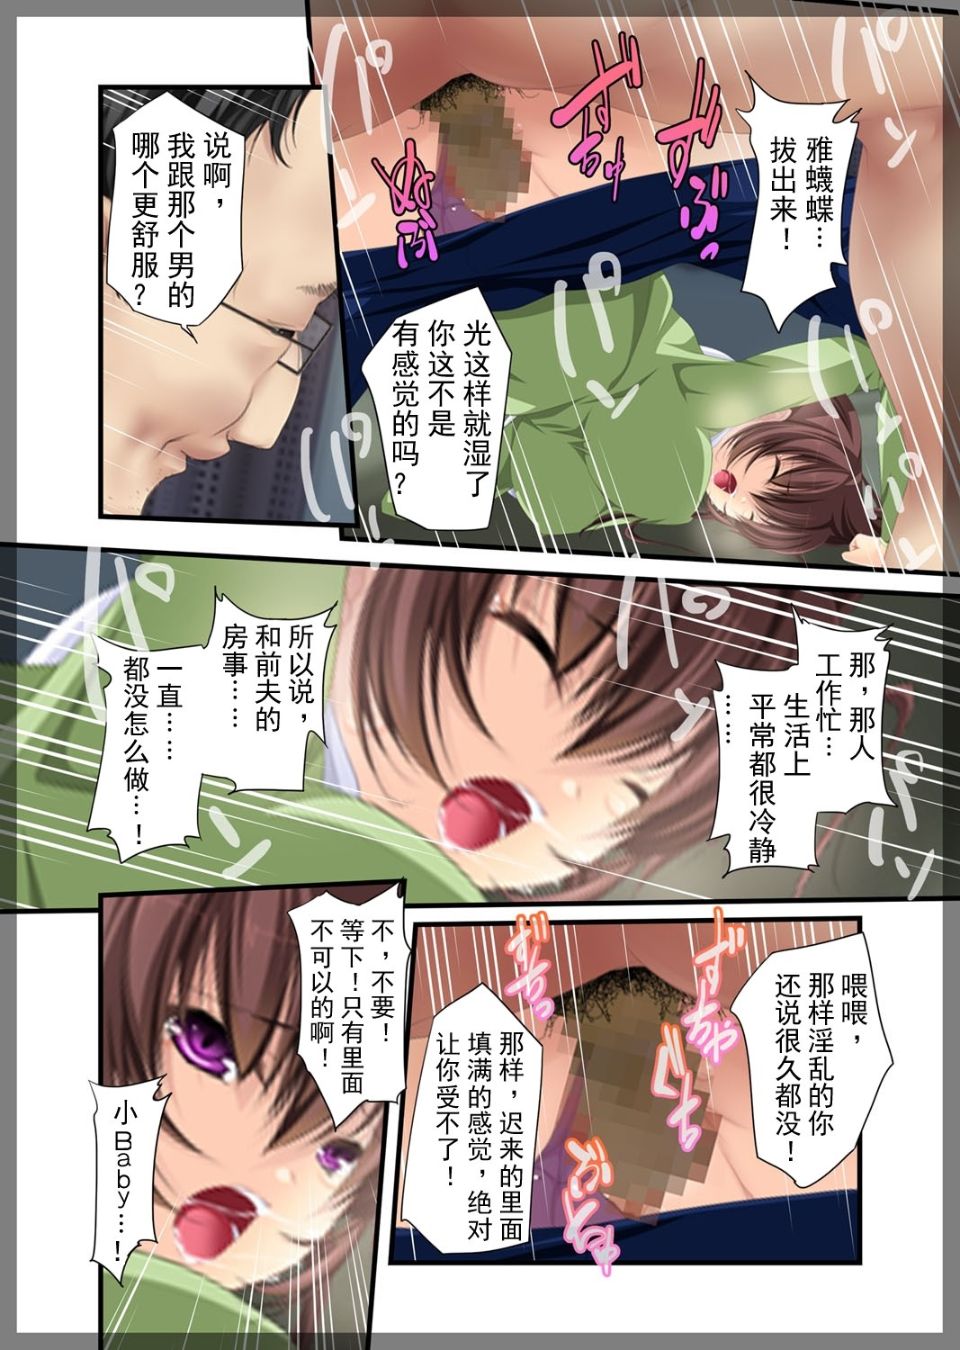 雅蠛蝶…
拔出来！
说啊，
我跟那个男的
哪个更舒服？
光这样就湿了
你这不是
有感觉的吗？
那，那人
工作忙…
生活上
平常都很冷静
……
所以说，
和前夫的
房事……
一直……
都没怎么做…！
喂喂，
那样淫乱的你
还说很久都没！
那样，迟来的里面
填满的感觉，绝对
让你受不了！
不，不要！
等下！只有里面
不可以的啊！
小Baby…！